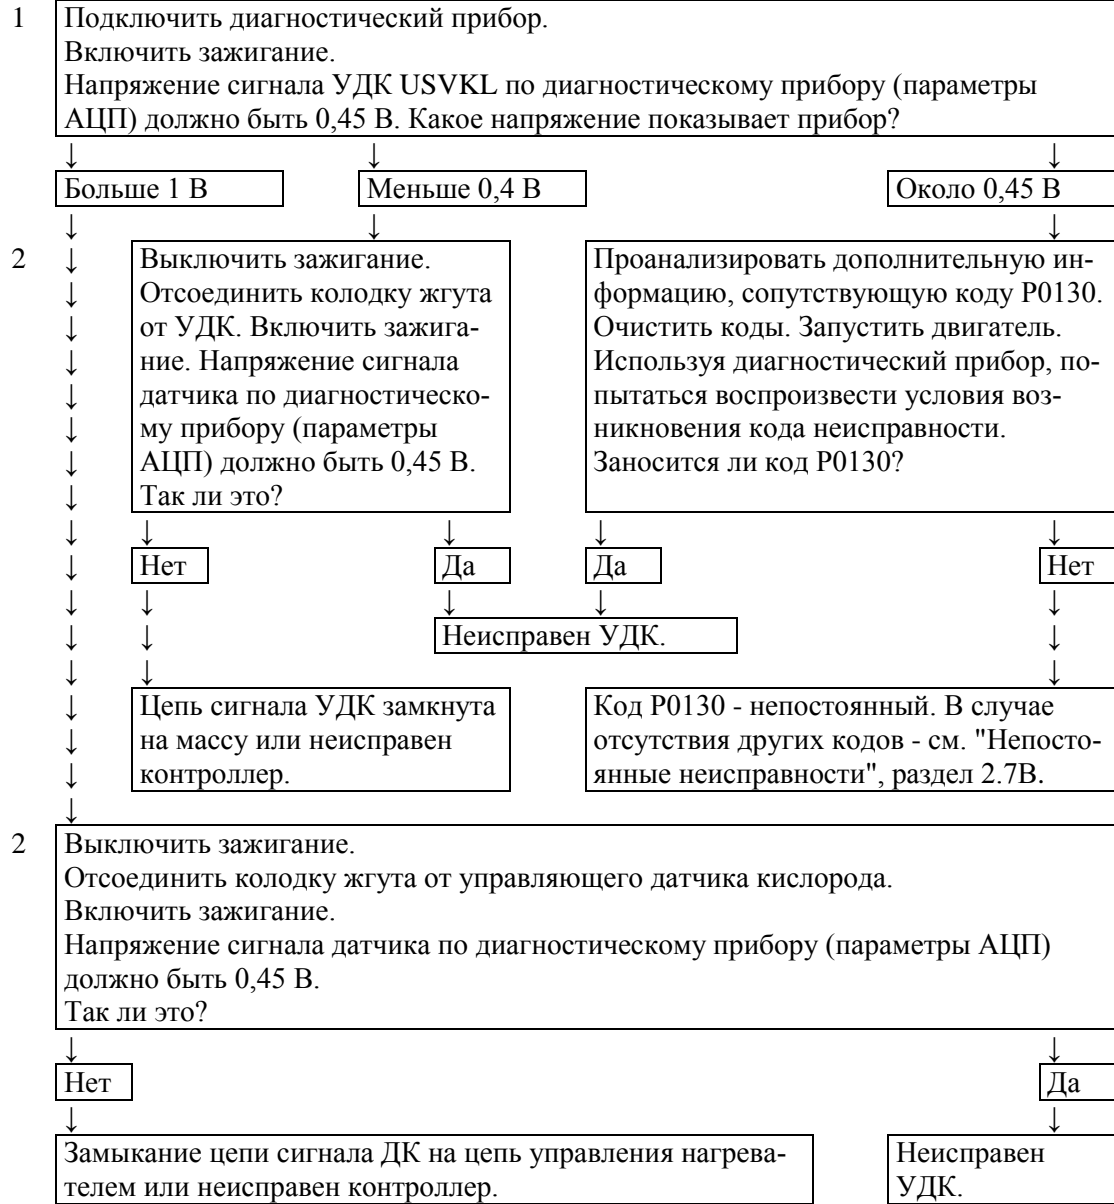 1
Подключить диагностический прибор.
Включить зажигание.
Напряжение сигнала УДК USVKL по диагностическому прибору (параметры
АЦП) должно быть 0,45 В. Какое напряжение показывает прибор?
Больше 1 В
Меньше 0,4 В
Около 0,45 В
2
Выключить зажигание.
Отсоединить колодку жгута
от УДК. Включить зажига-
ние. Напряжение сигнала
датчика по диагностическо-
му прибору (параметры
АЦП) должно быть 0,45 В.
Так ли это?
Проанализировать дополнительную ин-
формацию, сопутствующую коду Р0130.
Очистить коды. Запустить двигатель.
Используя диагностический прибор, по-
пытаться воспроизвести условия воз-
никновения кода неисправности.
Заносится ли код Р0130?
Нет
Да
Да
Нет
Неисправен УДК.
Цепь сигнала УДК замкнута
на массу или неисправен
контроллер.
Код Р0130 - непостоянный. В случае
отсутствия других кодов - см. "Непосто-
янные неисправности", раздел 2.7В.
2
Выключить зажигание.
Отсоединить колодку жгута от управляющего датчика кислорода.
Включить зажигание.
Напряжение сигнала датчика по диагностическому прибору (параметры АЦП)
должно быть 0,45 В.
Так ли это?
Нет
Да
Замыкание цепи сигнала ДК на цепь управления нагрева-
телем или неисправен контроллер.
Неисправен
УДК.